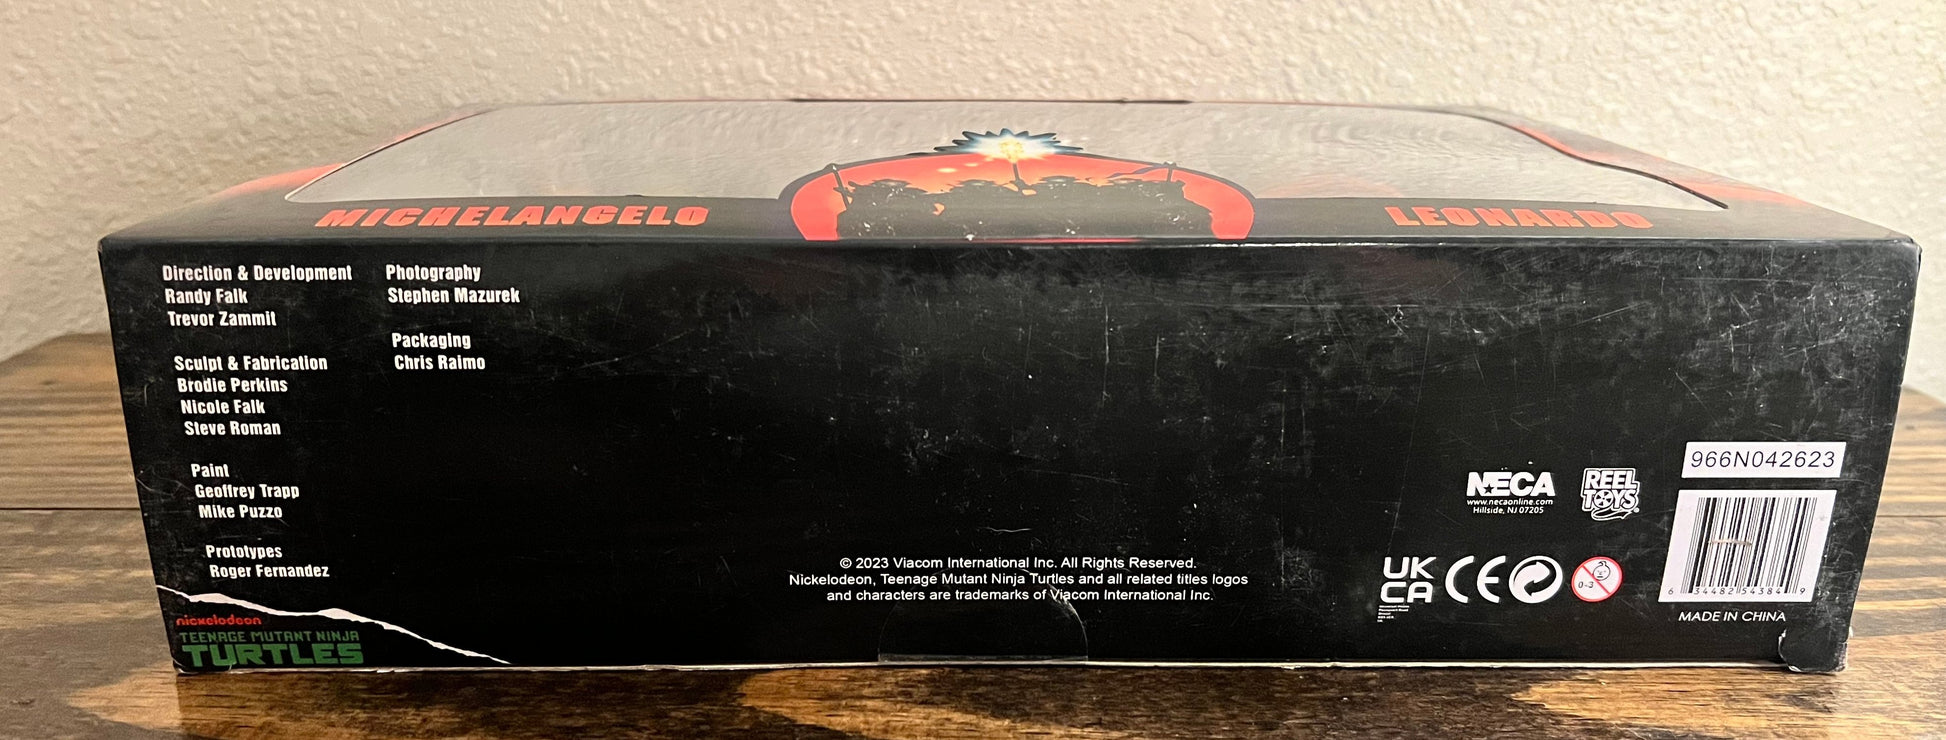 MICHELANGELO
LEONARDO
Direction & Development
Randy Falk
Trevor Zammit
Sculpt & Fabrication
Brodie Perkins
Nicole Falk
Steve Roman
Paint
Geoffrey Trapp
Mike Puzzo
Prototypes
Roger Fernandez
Photography
Stephen Mazurek
Packaging
Chris Raimo
nickelodeon
TEENAGE MUTANT NINJA
TURTLES
© 2023 Viacom International Inc. All Rights Reserved.
Nickelodeon, Teenage Mutant Ninja Turtles and all related titles logos
and characters are trademarks of Viacom International Inc.
NECA
www.necaonline.com
Hillside, NJ 07205
REEL
TOYS
UK
CA
CE
0-3
966N042623
6 34482 54384 9
MADE IN CHINA